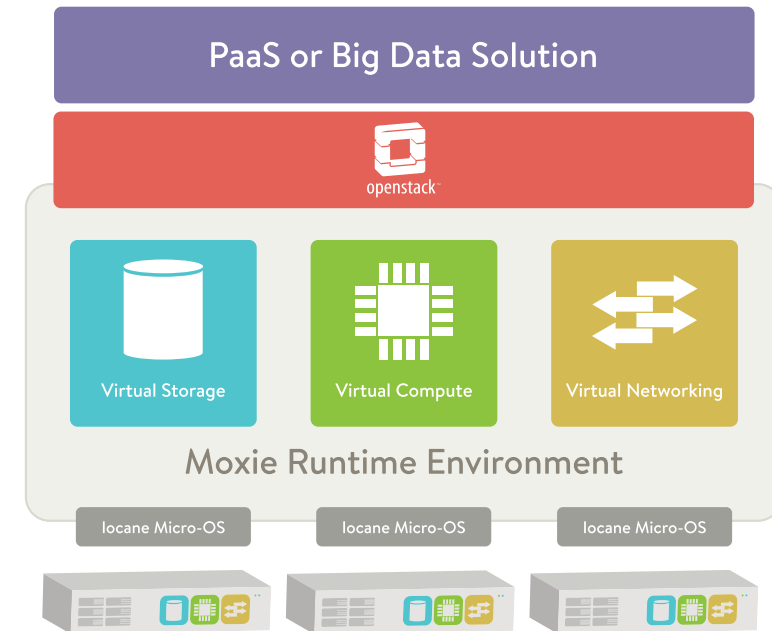 PaaS or Big Data Solution
openstack™
Virtual Storage
Virtual Compute
Virtual Networking
Moxie Runtime Environment
Iocane Micro-OS
Iocane Micro-OS
Iocane Micro-OS